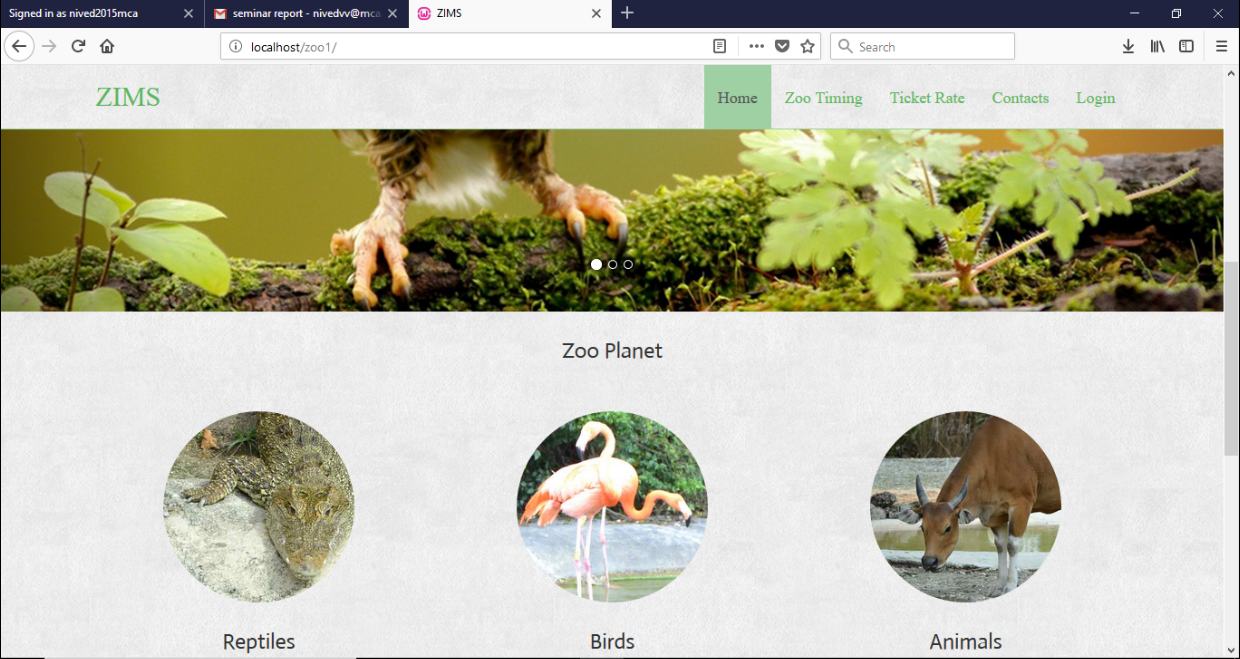 Signed in as nived2015mca
seminar report - nivedvv@mca
ZIMS
localhost/zoo1/
Search
ZIMS
Home
Zoo Timing
Ticket Rate
Contacts
Login
Zoo Planet
Reptiles
Birds
Animals